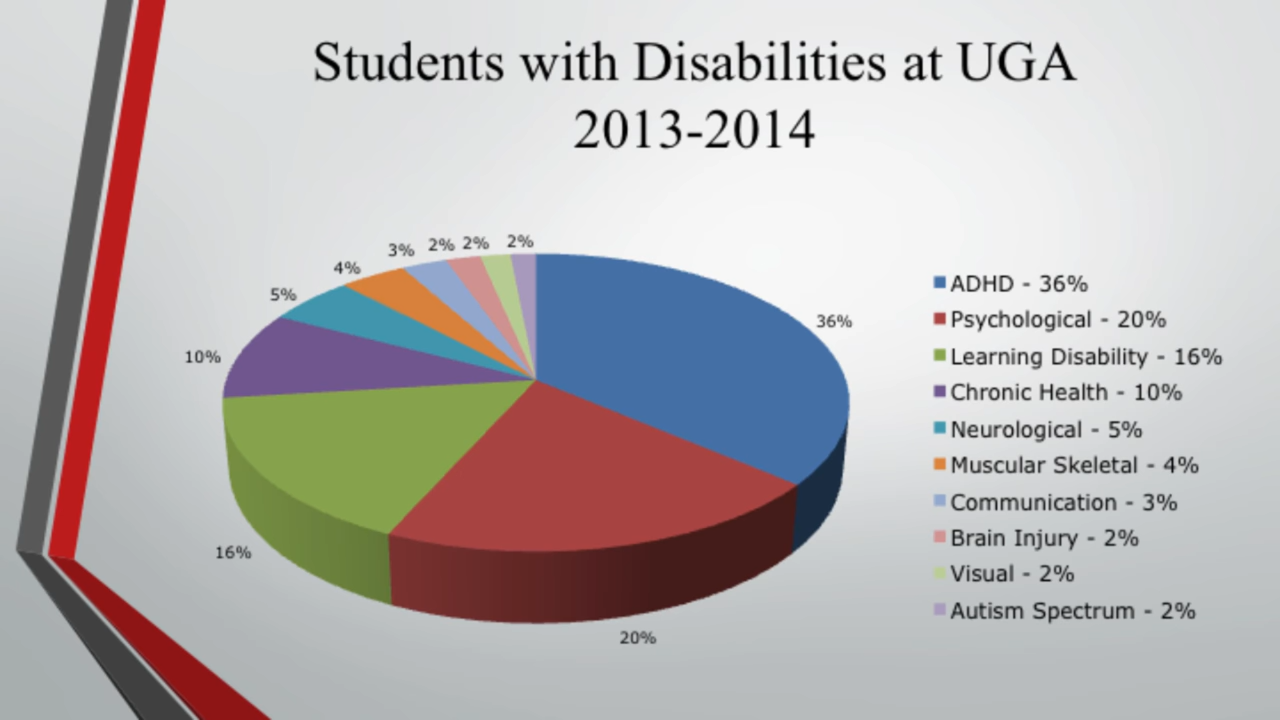 Students with Disabilities at UGA
2013-2014
3% 2% 2% 2%
4%
5%
36%
10%
16%
20%
ADHD - 36%
Psychological - 20%
Learning Disability - 16%
Chronic Health - 10%
Neurological - 5%
Muscular Skeletal - 4%
Communication - 3%
Brain Injury - 2%
Visual - 2%
Autism Spectrum - 2%